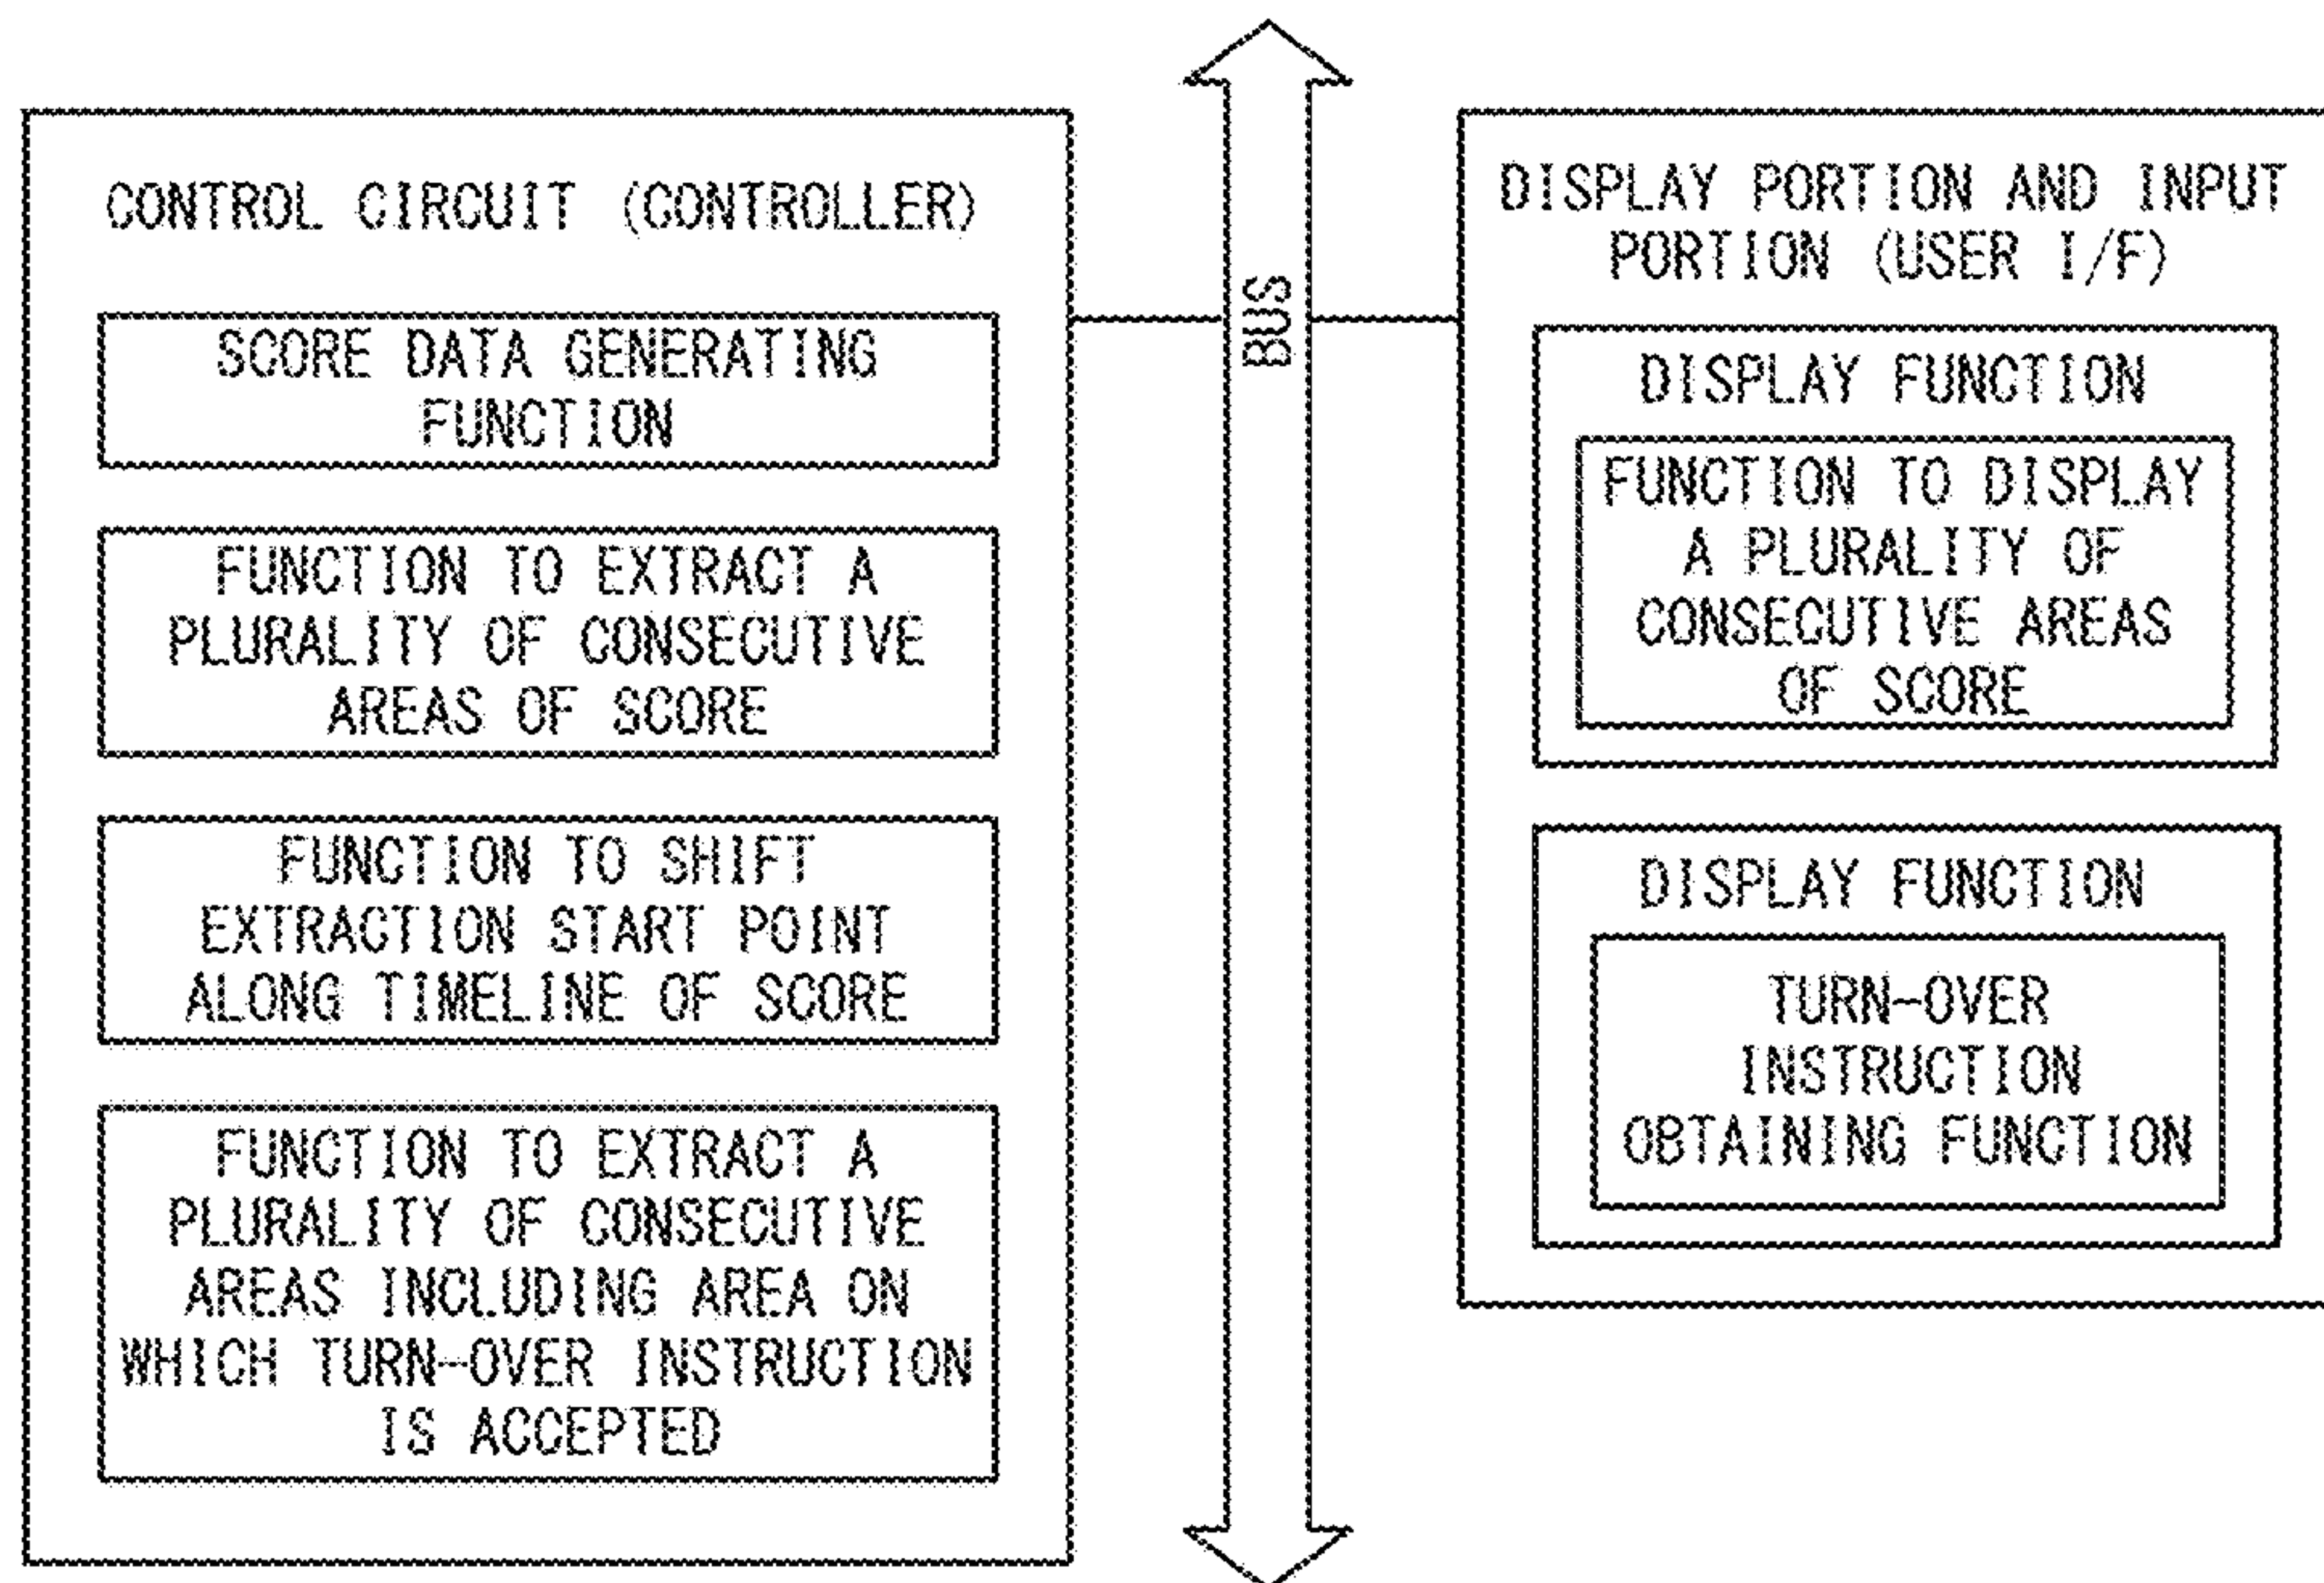 CONTROL CIRCUIT (CONTROLLER)
SCORE DATA GENERATING
FUNCTION
FUNCTION TO EXTRACT A
PLURALITY OF CONSECUTIVE
AREAS OF SCORE
FUNCTION TO SHIFT
EXTRACTION START POINT
ALONG TIMELINE OF SCORE
FUNCTION TO EXTRACT A
PLURALITY OF CONSECUTIVE
AREAS INCLUDING AREA ON
WHICH TURN-OVER INSTRUCTION
IS ACCEPTED
BUS
DISPLAY PORTION AND INPUT
PORTION (USER I/F)
DISPLAY FUNCTION
FUNCTION TO DISPLAY
A PLURALITY OF
CONSECUTIVE AREAS
OF SCORE
DISPLAY FUNCTION
TURN-OVER
INSTRUCTION
OBTAINING FUNCTION